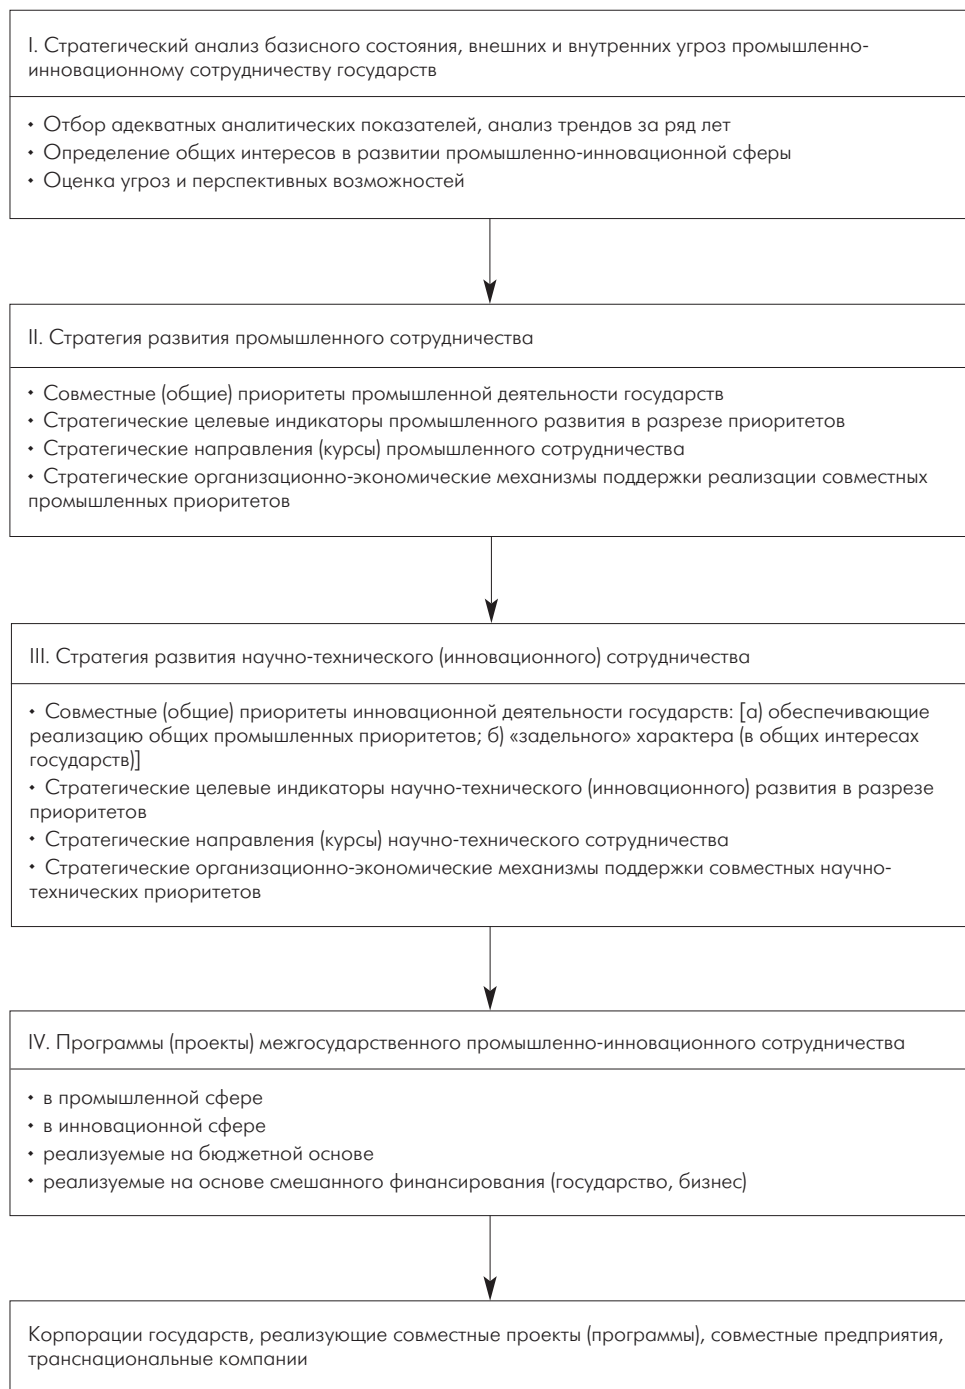 I. Стратегический анализ базисного состояния, внешних и внутренних угроз промышленно-
инновационному сотрудничеству государств
• Отбор адекватных аналитических показателей, анализ трендов за ряд лет
• Определение общих интересов в развитии промышленно-инновационной сферы
• Оценка угроз и перспективных возможностей
II. Стратегия развития промышленного сотрудничества
• Совместные (общие) приоритеты промышленной деятельности государств
• Стратегические целевые индикаторы промышленного развития в разрезе приоритетов
• Стратегические направления (курсы) промышленного сотрудничества
• Стратегические организационно-экономические механизмы поддержки реализации совместных
промышленных приоритетов
III. Стратегия развития научно-технического (инновационного) сотрудничества
• Совместные (общие) приоритеты инновационной деятельности государств: [а) обеспечивающие
реализацию общих промышленных приоритетов; б) «задельного» характера (в общих интересах
государств)]
• Стратегические целевые индикаторы научно-технического (инновационного) развития в разрезе
приоритетов
• Стратегические направления (курсы) научно-технического сотрудничества
• Стратегические организационно-экономические механизмы поддержки совместных научно-
технических приоритетов
IV. Программы (проекты) межгосударственного промышленно-инновационного сотрудничества
• в промышленной сфере
• в инновационной сфере
• реализуемые на бюджетной основе
• реализуемые на основе смешанного финансирования (государство, бизнес)
Корпорации государств, реализующие совместные проекты (программы), совместные предприятия,
транснациональные компании